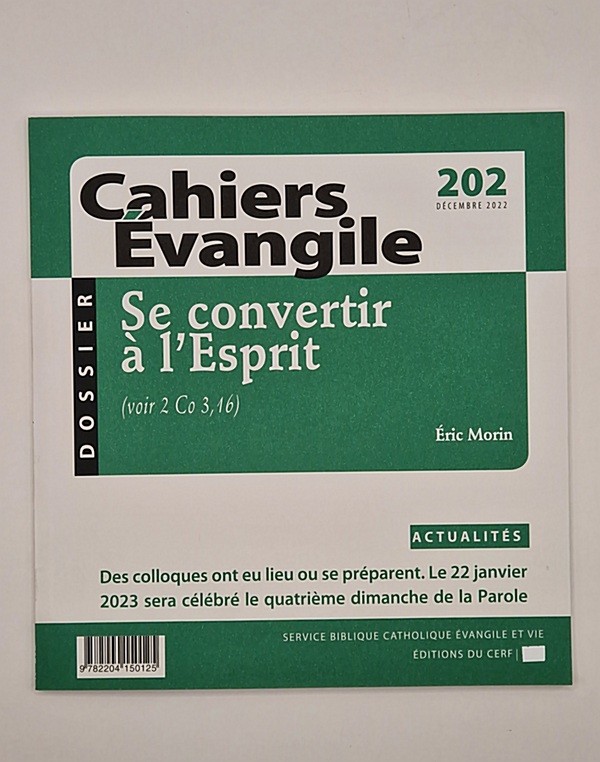 Cahiers
Évangile
202
DÉCEMBRE 2022
DOSSIER
Se convertir
à l'Esprit
(voir 2 Co 3,16)
Éric Morin
ACTUALITÉS
Des colloques ont eu lieu ou se préparent. Le 22 janvier
2023 sera célébré le quatrième dimanche de la Parole
SERVICE BIBLIQUE CATHOLIQUE ÉVANGILE ET VIE
ÉDITIONS DU CERF |
9 782204 150125